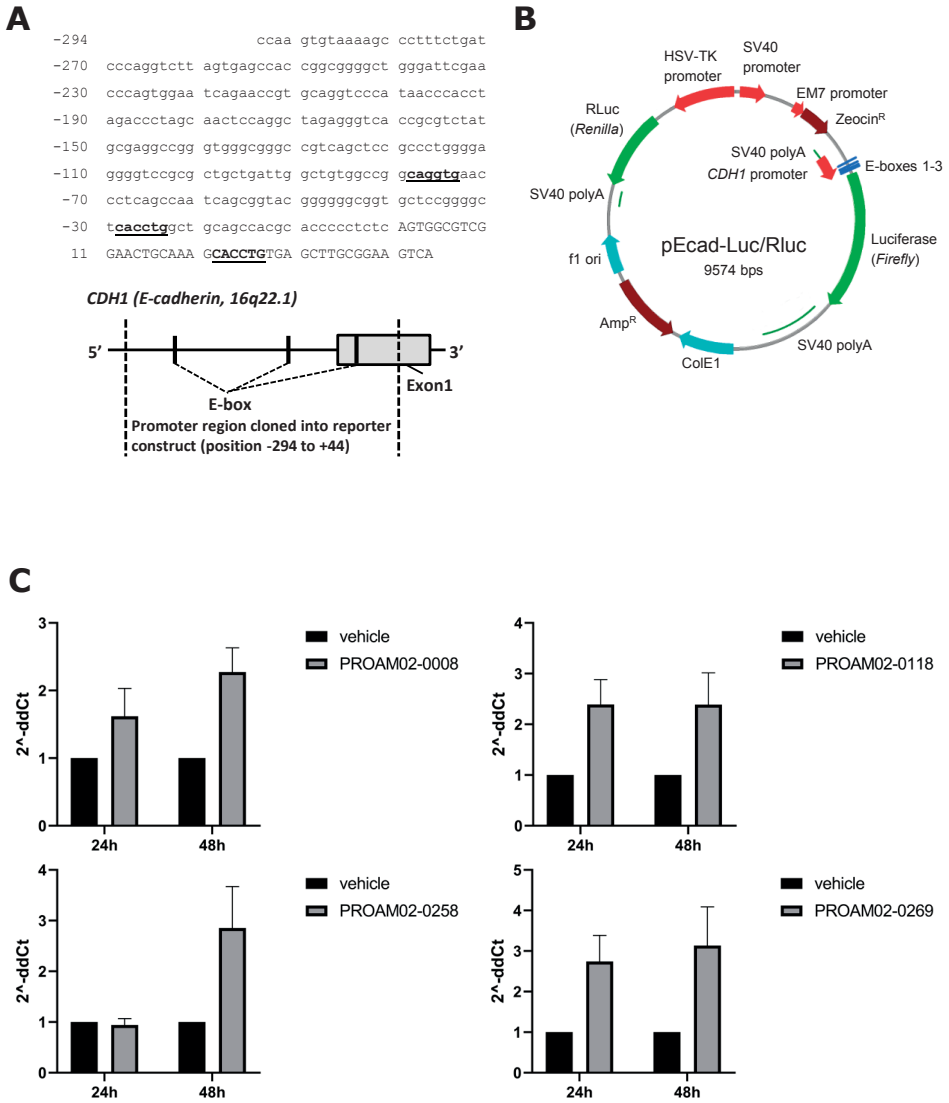 A
-294 ccaa gtgtaaaagc cctttctgat
-270 cccaggtctt agtgagccac cggcggggct gggattcgaa
-230 cccagtggaa tcagaaccgt gcaggtccca taacccacct
-190 agaccctagc aactccaggc tagagggtca ccgcgtctat
-150 gcgaggccgg gtgggcgggc cgtcagctcc gccctgggga
-110 ggggtccgcg ctgctgattg gctgtggccg gcaggtgaac
-70 cctcagccaa tcagcggtac ggggggcggt gctccggggc
-30 tcacctggct gcagccacgc accccctctc AGTGGCGTCG
11 GAACTGCAAA GCACCTGTGA GCTTGCGGAA GTCA
CDH1 (E-cadherin, 16q22.1)
5’
3’
Exon1
E-box
Promoter region cloned into reporter
construct (position -294 to +44)
B
HSV-TK
promoter
SV40
promoter
EM7 promoter
ZeocinR
RLuc
(Renilla)
SV40 polyA
CDH1 promoter
E-boxes 1-3
SV40 polyA
pEcad-Luc/Rluc
9574 bps
Luciferase
(Firefly)
f1 ori
AmpR
ColE1
SV40 polyA
C
2^-ddCt
3
2
1
0
24h
48h
vehicle
PROAM02-0008
2^-ddCt
4
3
2
1
0
24h
48h
vehicle
PROAM02-0118
2^-ddCt
4
3
2
1
0
24h
48h
vehicle
PROAM02-0258
2^-ddCt
5
4
3
2
1
0
24h
48h
vehicle
PROAM02-0269